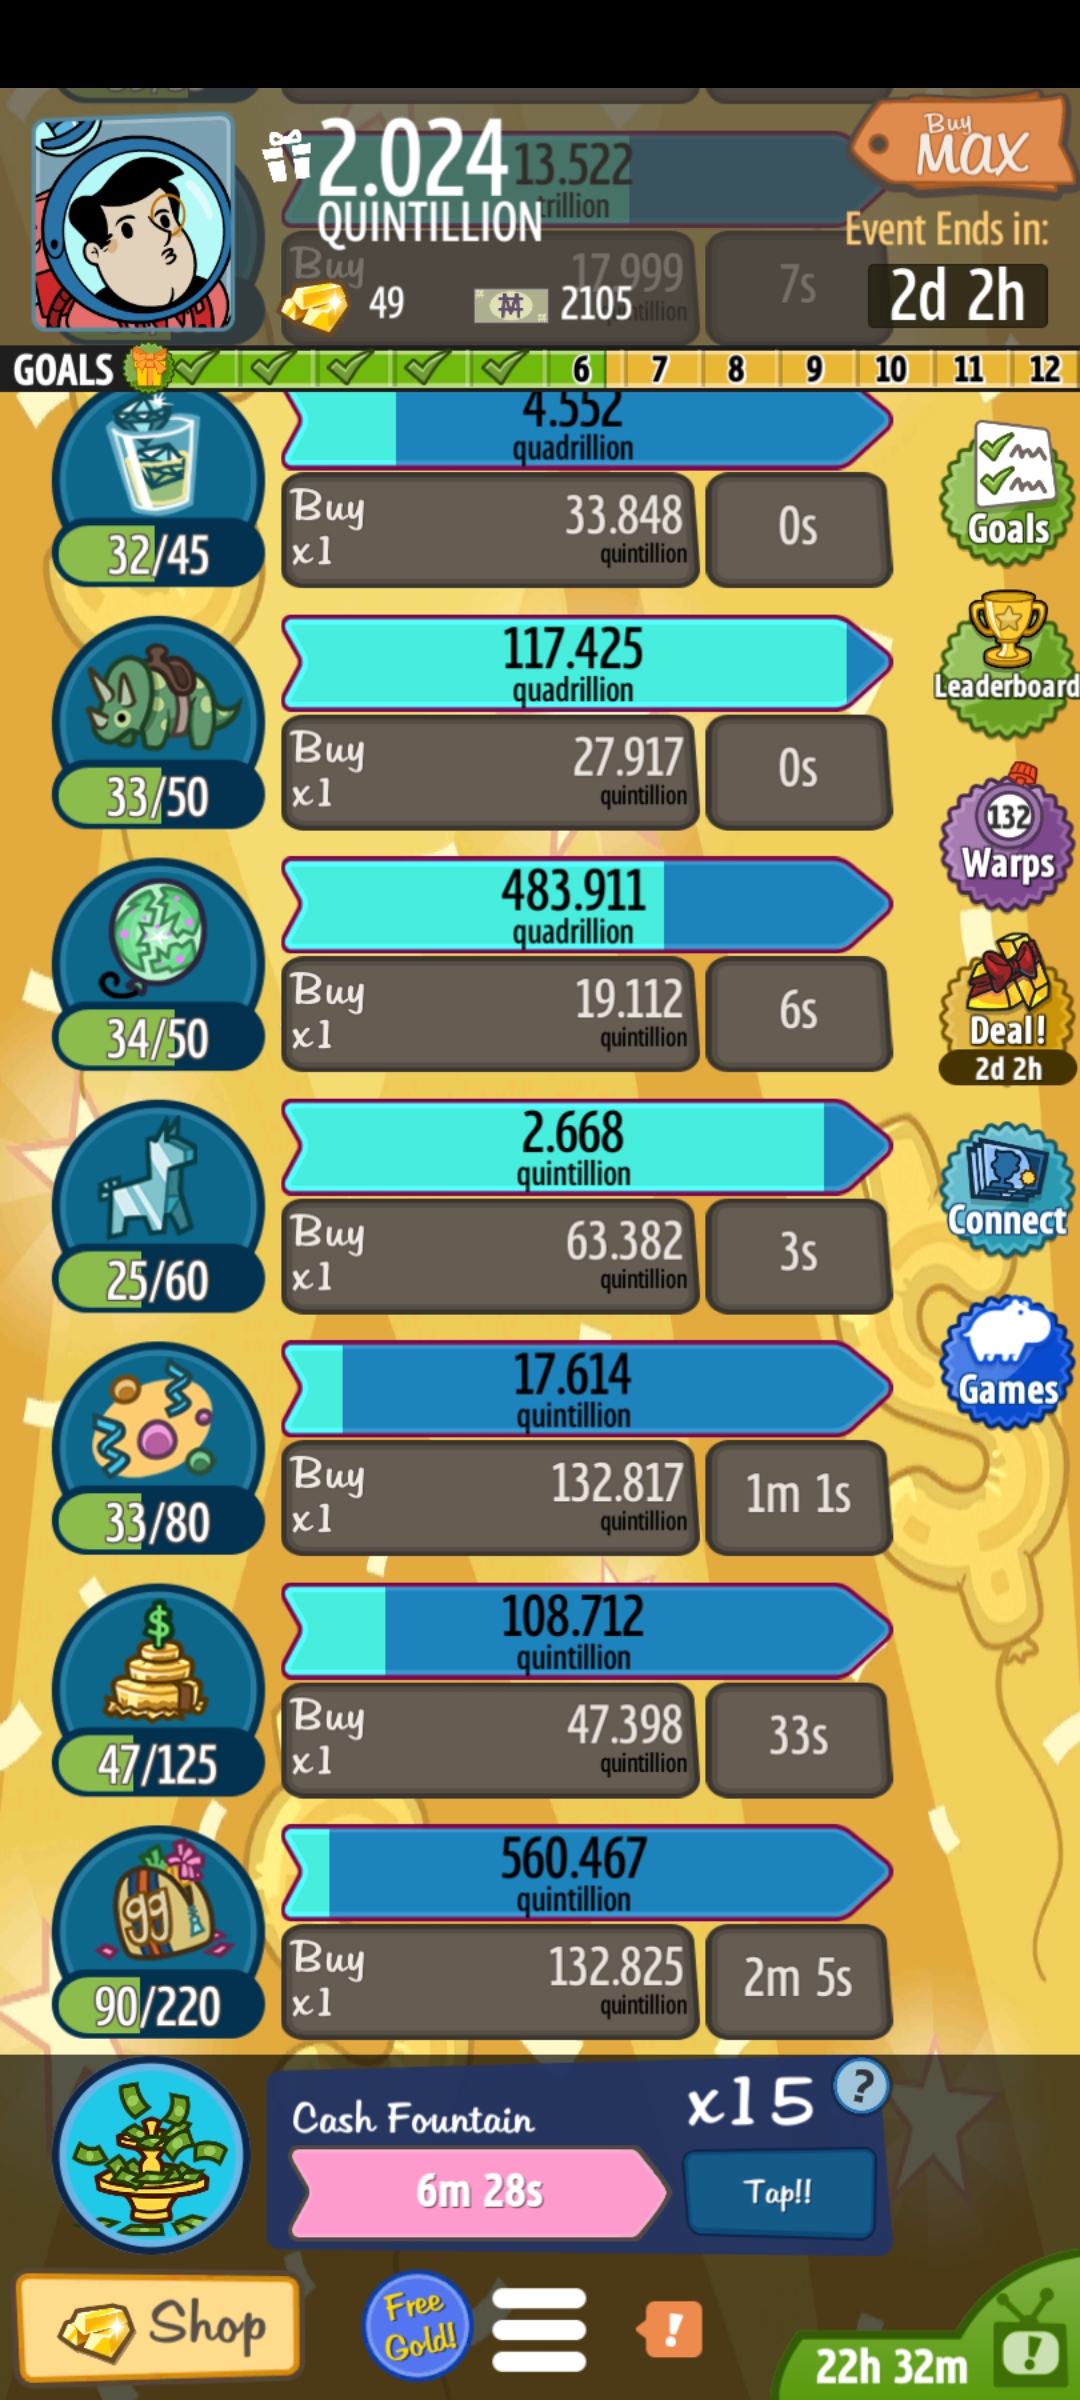 2.024
QUINTILLION
13.522
trillion
Buy
MAX
Event Ends in:
2d 2h
Buy
17.999
7s
49
2105
GOALS 6 7 8 9 10 11 12
4.552
quadrillion
Buy
x1
33.848
quintillion
0s
32/45
Goals
117.425
quadrillion
Buy
x1
27.917
quintillion
0s
33/50
Leaderboard
483.911
quadrillion
Buy
x1
19.112
quintillion
6s
34/50
132
Warps
Deal!
2d 2h
2.668
quintillion
Buy
x1
63.382
quintillion
3s
25/60
Connect
17.614
quintillion
Buy
x1
132.817
quintillion
1m 1s
33/80
Games
$
108.712
quintillion
Buy
x1
47.398
quintillion
33s
47/125
99
560.467
quintillion
Buy
x1
132.825
quintillion
2m 5s
90/220
Cash Fountain
x15
?
6m 28s
Tap!!
Shop
Free
Gold!
!
22h 32m
!